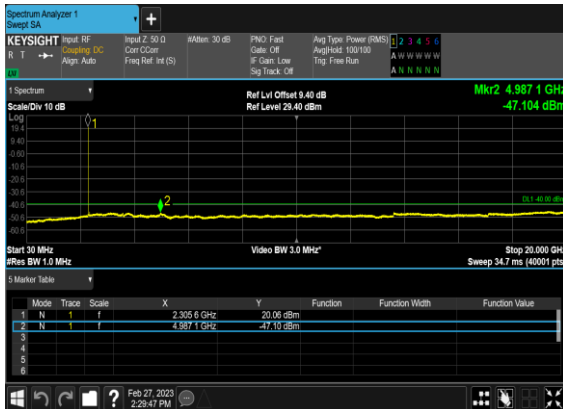 Spectrum Analyzer 1
Swept SA
+
KEYSIGHT Input: RF Input Z: 50 Ω #Atten: 30 dB PNO: Fast Avg Type: Power (RMS) 1 2 3 4 5 6
R T Coupling: DC Corr CCorr Gate: Off Avg|Hold: 100/100 A W W W W W
Align: Auto Freq Ref: Int (S) IF Gain: Low Trig: Free Run
Sig Track: Off A N N N N N
1 Spectrum Ref Lvl Offset 9.40 dB Mkr2 4.987 1 GHz
Scale/Div 10 dB Ref Level 29.40 dBm -47.104 dBm
Log
1
19.4
9.40
-0.60
-10.6
-20.6
-30.6
DL1 -40.00 dBm
-40.6
2
-50.6
-60.6
Start 30 MHz Video BW 3.0 MHz* Stop 20.000 GHz
#Res BW 1.0 MHz Sweep 34.7 ms (40001 pts)
5 Marker Table
Mode Trace Scale X Y Function Function Width Function Value
1 N 1 f 2.305 6 GHz 20.06 dBm
2 N 1 f 4.987 1 GHz -47.10 dBm
3
4
5
6
? Feb 27, 2023
2:29:47 PM